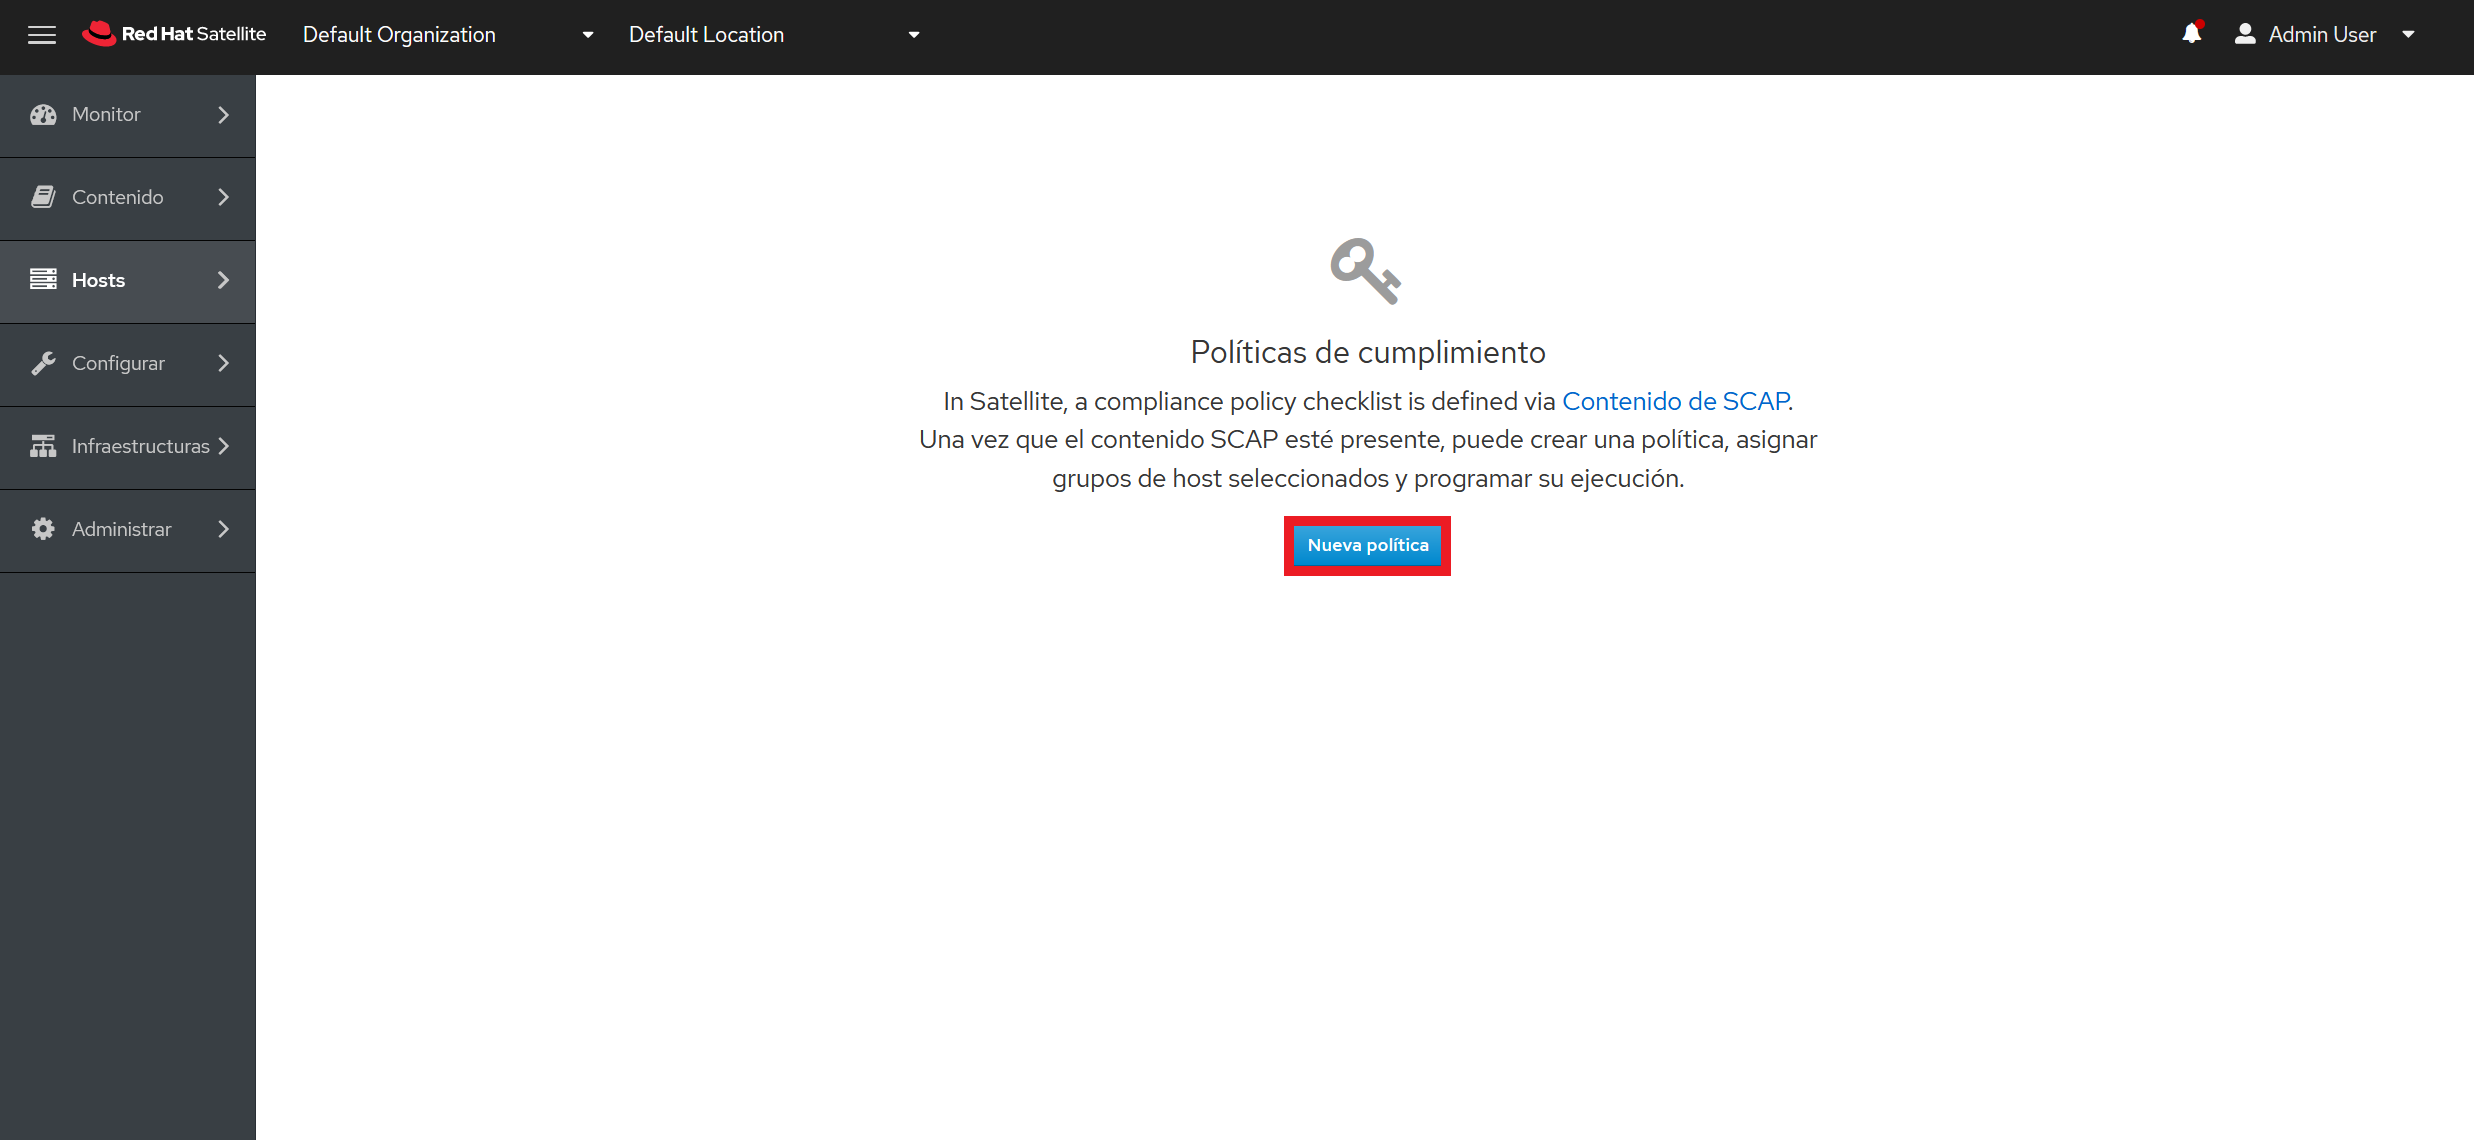 Red Hat Satellite Default Organization Default Location Admin User
Monitor
Contenido
Hosts
Configurar
Infraestructuras
Administrar
Políticas de cumplimiento
In Satellite, a compliance policy checklist is defined via Contenido de SCAP.
Una vez que el contenido SCAP esté presente, puede crear una política, asignar
grupos de host seleccionados y programar su ejecución.
Nueva política